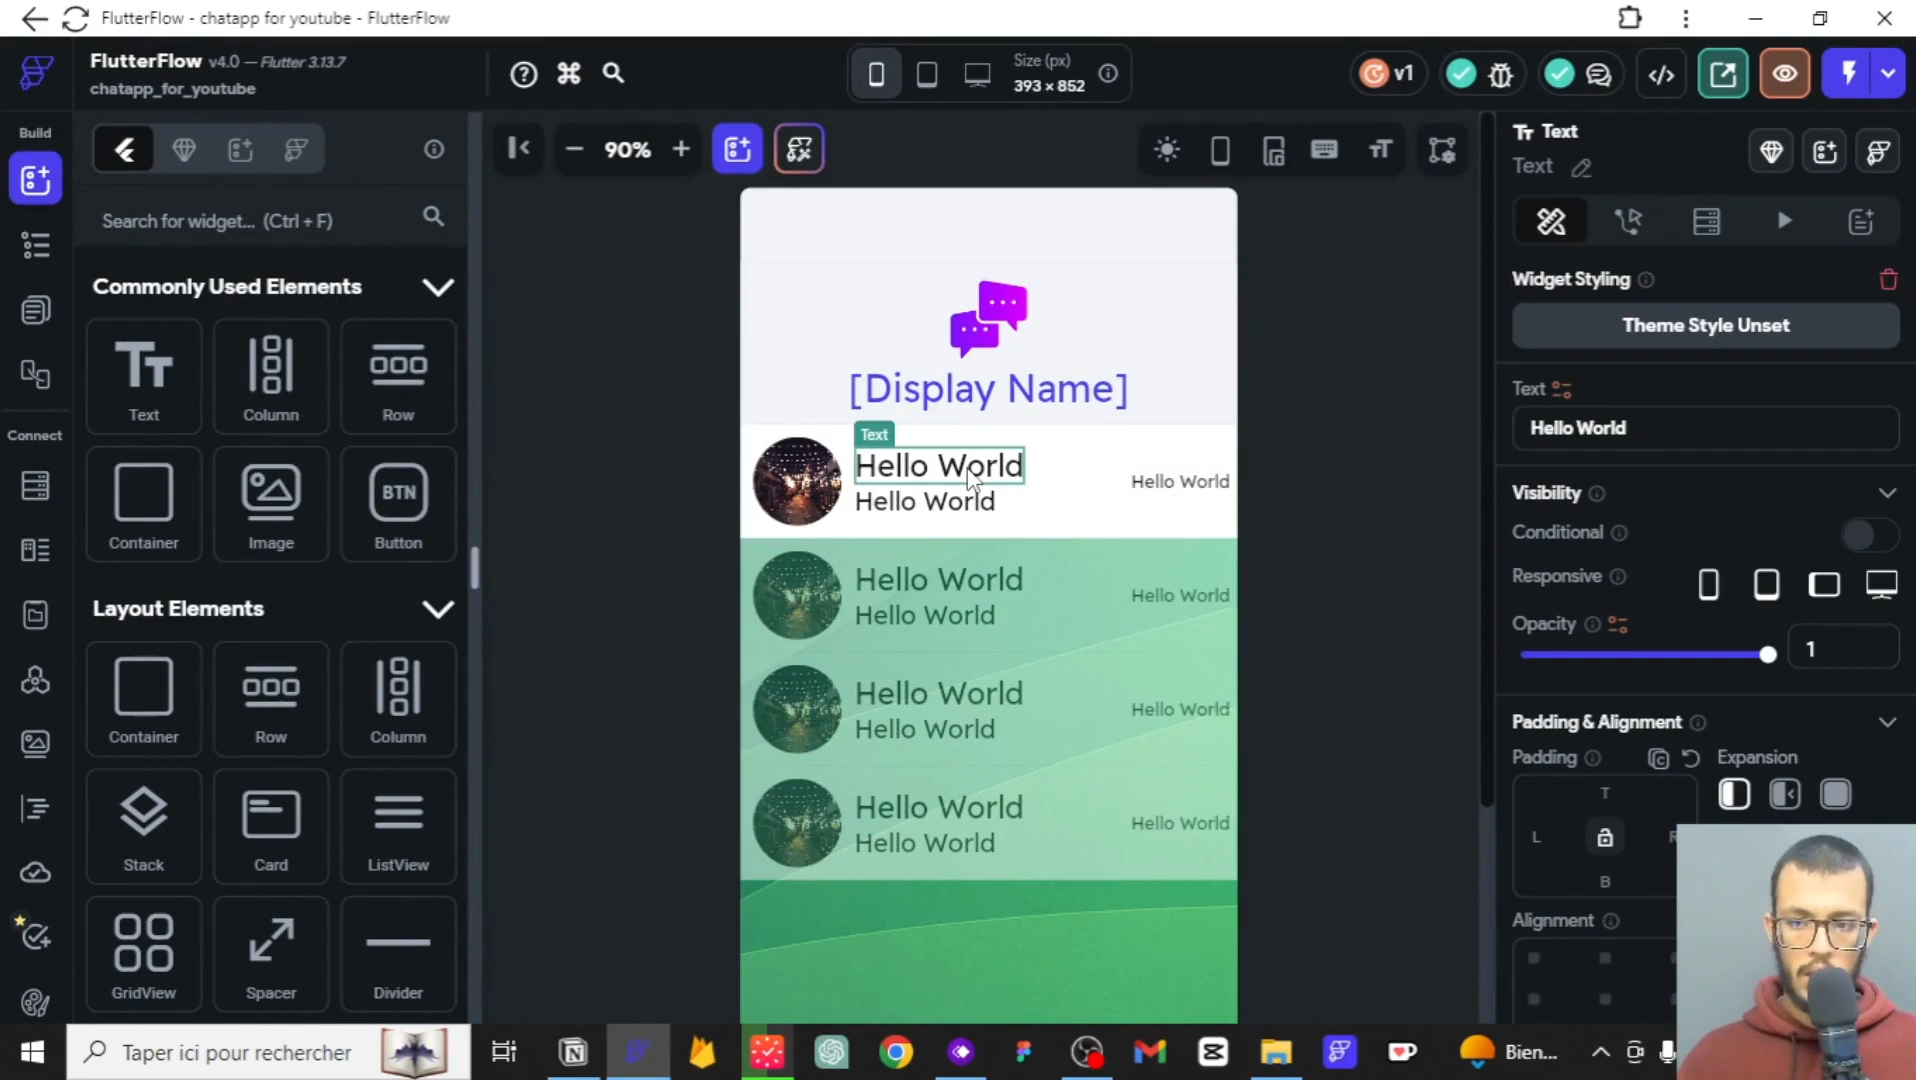 FlutterFlow - chatapp for youtube - FlutterFlow
FlutterFlow v4.0 — Flutter 3.13.7
chatapp_for_youtube
Size (px)
393 × 852
v1
Build
90%
Tт Text
Text
Search for widget... (Ctrl + F)
Commonly Used Elements
Text
Column
Row
Container
Image
BTN
Button
Connect
Layout Elements
Container
Row
Column
Stack
Card
ListView
GridView
Spacer
Divider
[Display Name]
Text
Hello World
Hello World
Hello World
Hello World
Hello World
Hello World
Hello World
Hello World
Hello World
Hello World
Hello World
Hello World
Widget Styling
Theme Style Unset
Text
Hello World
Visibility
Conditional
Responsive
Opacity
1
Padding & Alignment
Padding
Expansion
T
L
R
B
Alignment
Taper ici pour rechercher
Bien...